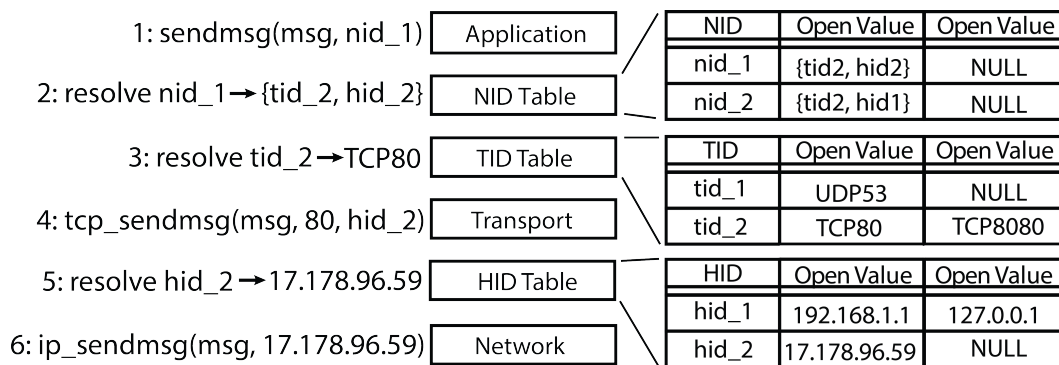 1: sendmsg(msg, nid_1) Application
2: resolve nid_1→{tid_2, hid_2} NID Table
3: resolve tid_2→TCP80 TID Table
4: tcp_sendmsg(msg, 80, hid_2) Transport
5: resolve hid_2→17.178.96.59 HID Table
6: ip_sendmsg(msg, 17.178.96.59) Network
NID Open Value Open Value
nid_1 {tid2, hid2} NULL
nid_2 {tid2, hid1} NULL
TID Open Value Open Value
tid_1 UDP53 NULL
tid_2 TCP80 TCP8080
HID Open Value Open Value
hid_1 192.168.1.1 127.0.0.1
hid_2 17.178.96.59 NULL